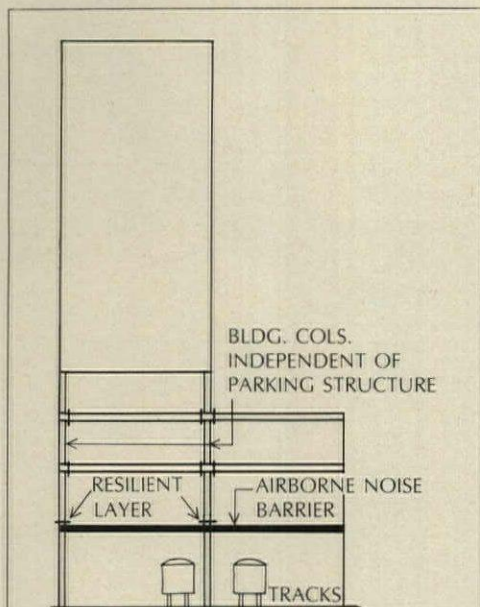 BLDG. COLS.
INDEPENDENT OF
PARKING STRUCTURE
RESILIENT
LAYER
AIRBORNE NOISE
BARRIER
TRACKS